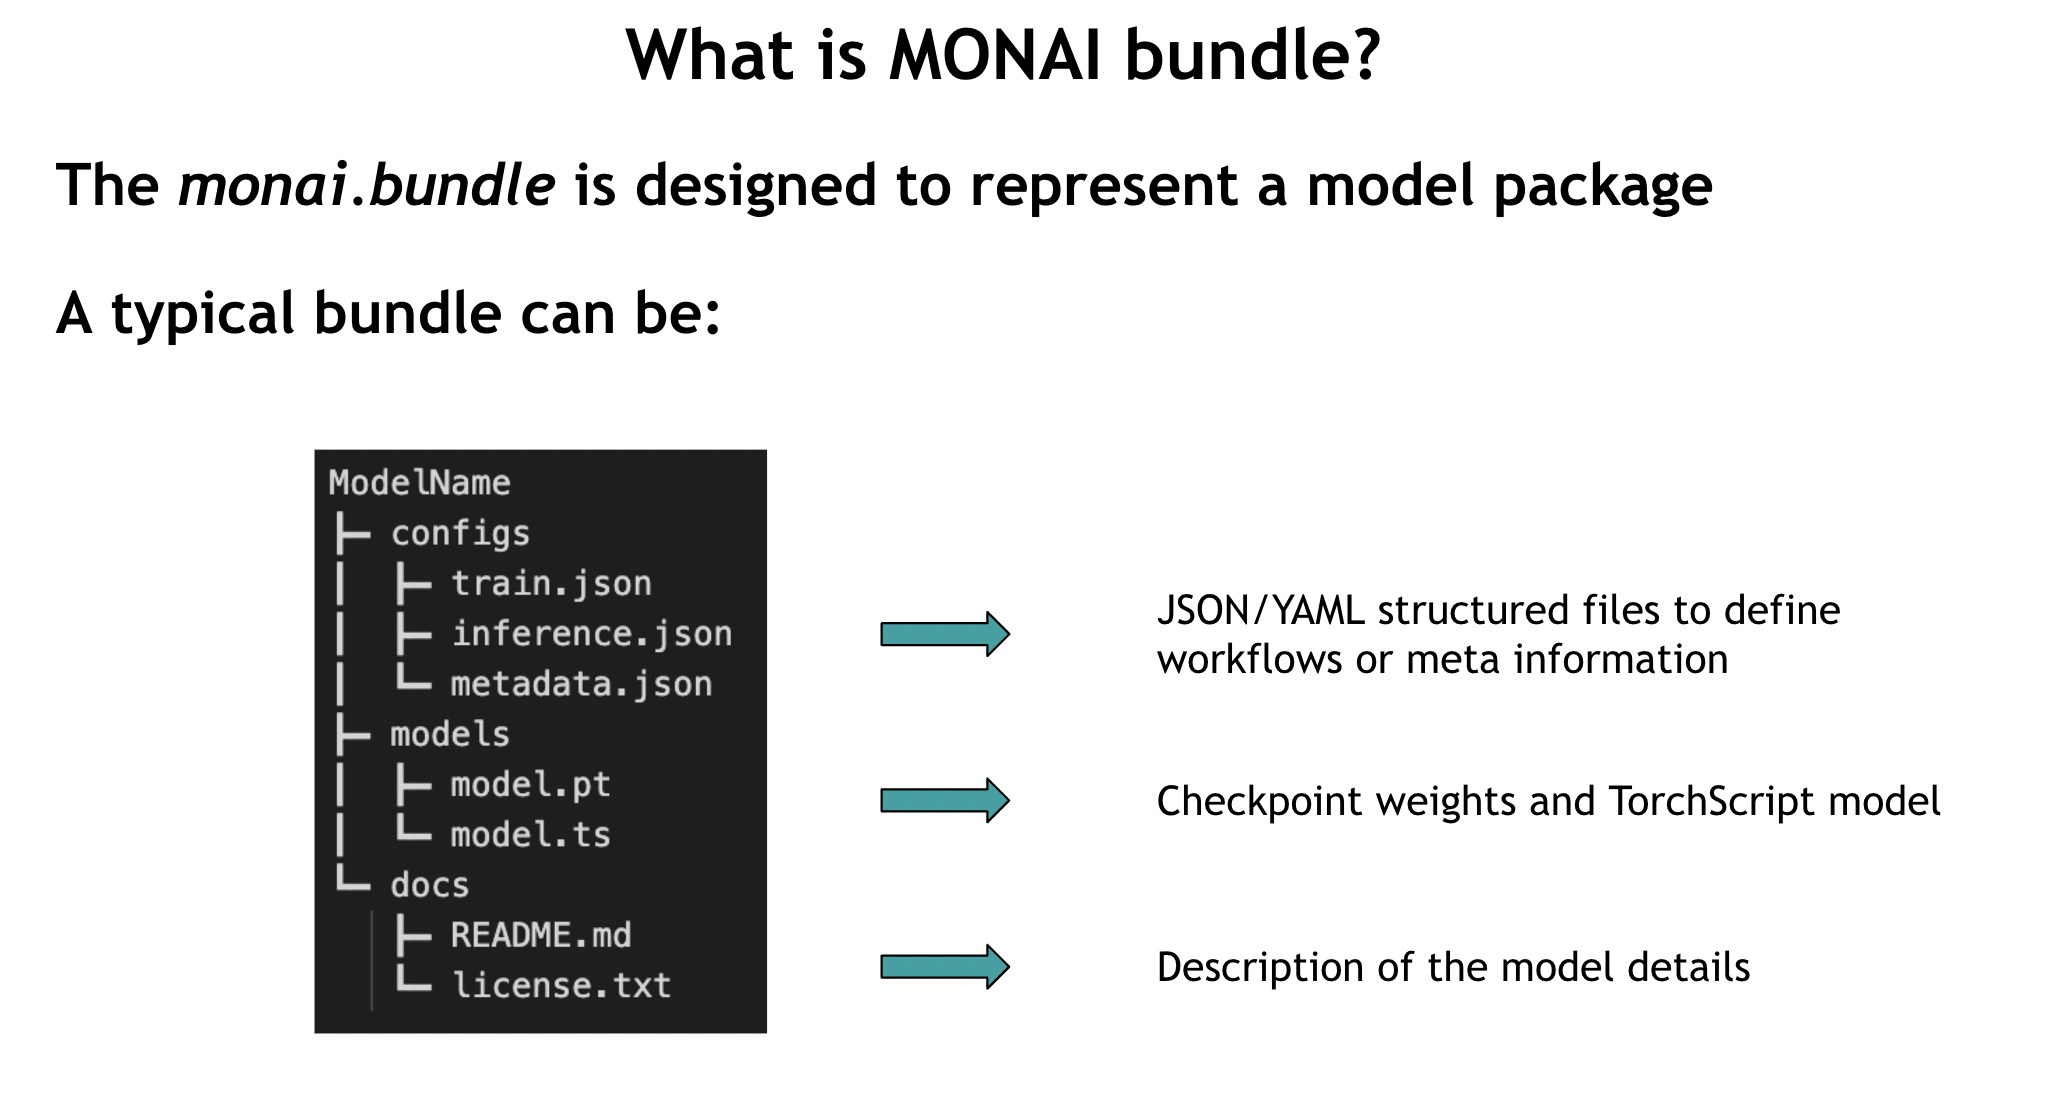 What is MONAI bundle?
The monai.bundle is designed to represent a model package
A typical bundle can be:
ModelName
├─ configs
│  ├─ train.json
│  ├─ inference.json
│  └─ metadata.json
├─ models
│  ├─ model.pt
│  └─ model.ts
└─ docs
   ├─ README.md
   └─ license.txt
JSON/YAML structured files to define
workflows or meta information
Checkpoint weights and TorchScript model
Description of the model details